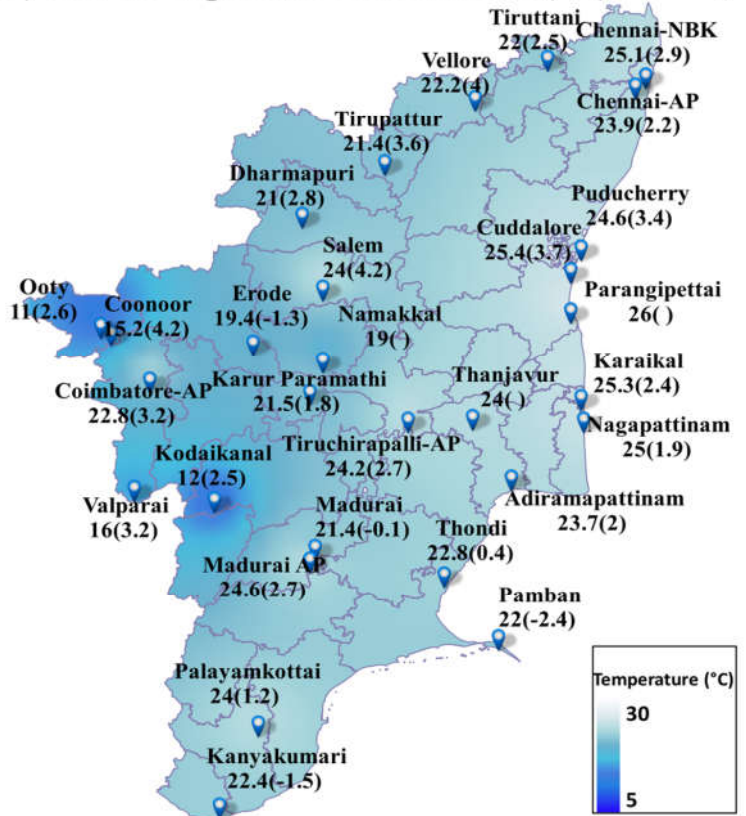 Tiruttani
22(2.5)
Chennai-NBK
25.1(2.9)
Vellore
22.2(4)
Chennai-AP
23.9(2.2)
Tirupattur
21.4(3.6)
Dharmapuri
21(2.8)
Puducherry
24.6(3.4)
Cuddalore
25.4(3.7)
Salem
24(4.2)
Ooty
11(2.6)
Coonoor
15.2(4.2)
Erode
19.4(-1.3)
Namakkal
19( )
Parangipettai
26( )
Coimbatore-AP
22.8(3.2)
Karur Paramathi
21.5(1.8)
Thanjavur
24( )
Karaikal
25.3(2.4)
Nagapattinam
25(1.9)
Tiruchirapalli-AP
24.2(2.7)
Kodaikanal
12(2.5)
Valparai
16(3.2)
Madurai
21.4(-0.1)
Adiramapattinam
23.7(2)
Thondi
22.8(0.4)
Madurai AP
24.6(2.7)
Pamban
22(-2.4)
Palayamkottai
24(1.2)
Kanyakumari
22.4(-1.5)
Temperature (°C)
30
5